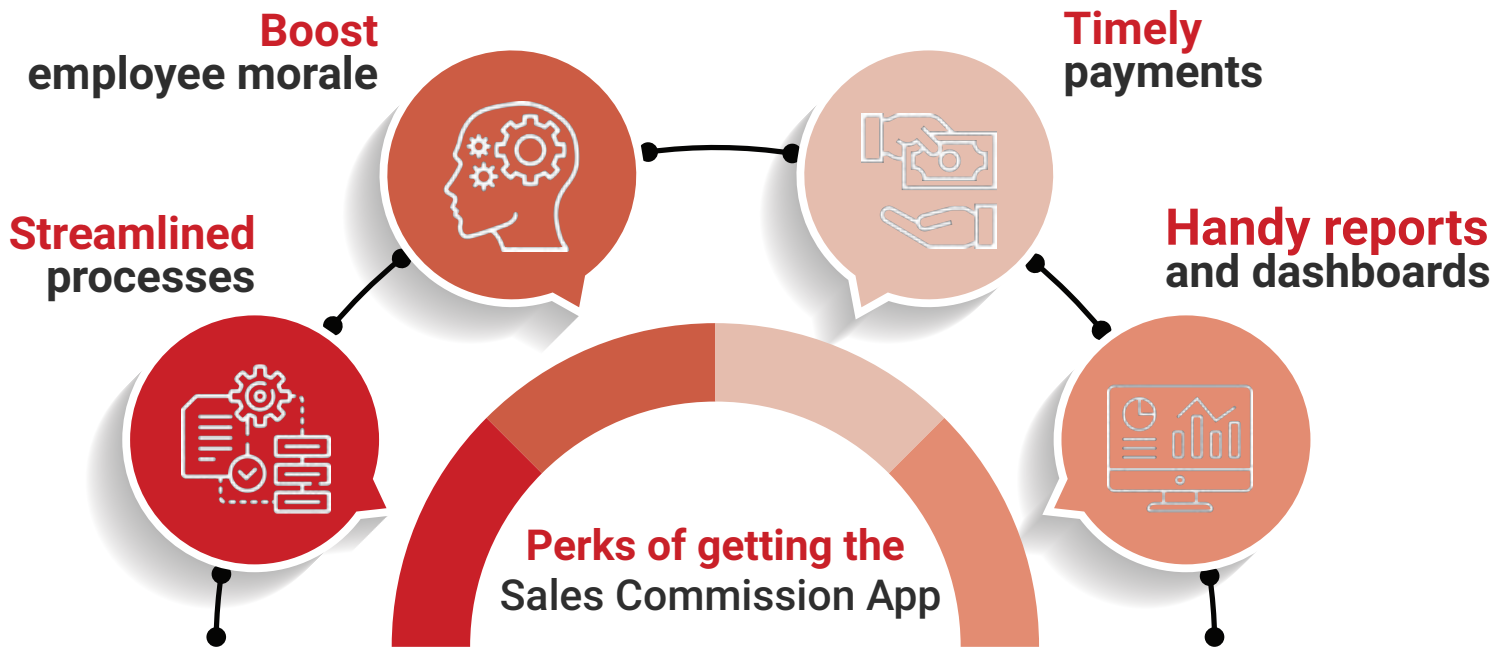 Boost
employee morale
Timely
payments
Streamlined
processes
Handy reports
and dashboards
Perks of getting the
Sales Commission App